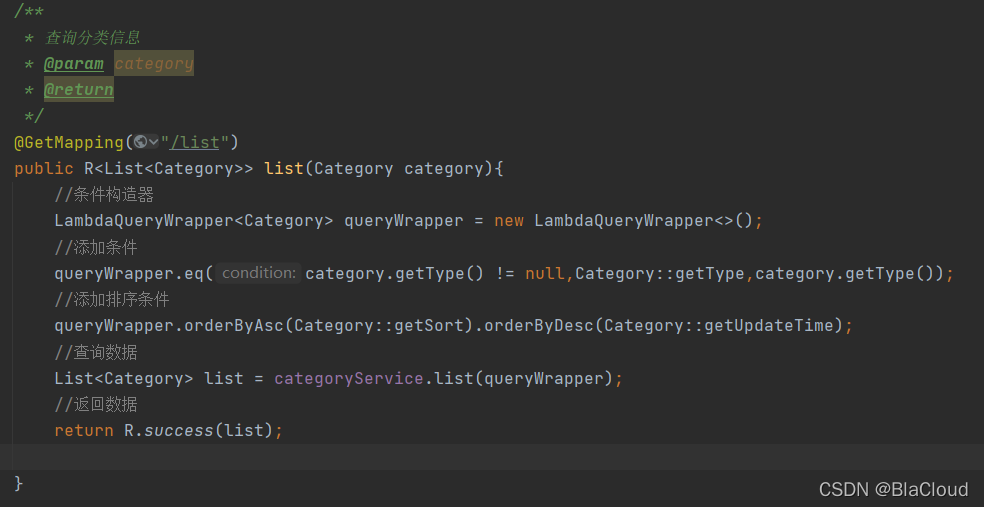 /**
 * 查询分类信息
 * @param category
 * @return
 */
@GetMapping("/list")
public R<List<Category>> list(Category category){
    //条件构造器
    LambdaQueryWrapper<Category> queryWrapper = new LambdaQueryWrapper<>();
    //添加条件
    queryWrapper.eq( condition: category.getType() != null,Category::getType,category.getType());
    //添加排序条件
    queryWrapper.orderByAsc(Category::getSort).orderByDesc(Category::getUpdateTime);
    //查询数据
    List<Category> list = categoryService.list(queryWrapper);
    //返回数据
    return R.success(list);
}
CSDN @BlaCloud